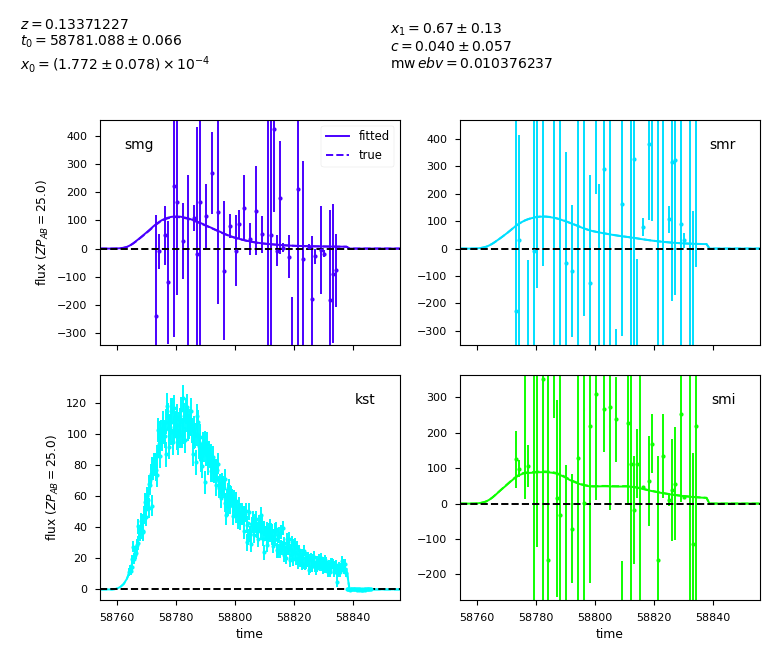 z = 0.13371227
t₀ = 58781.088 ± 0.066
x₀ = (1.772 ± 0.078) × 10⁻⁴
x₁ = 0.67 ± 0.13
c = 0.040 ± 0.057
mw ebv = 0.010376237
smg
fitted
true
400
300
200
100
0
−100
−200
−300
flux (ZP_AB = 25.0)
smr
400
300
200
100
0
−100
−200
−300
kst
120
100
80
60
40
20
0
flux (ZP_AB = 25.0)
58760 58780 58800 58820 58840
time
smi
300
200
100
0
−100
−200
58760 58780 58800 58820 58840
time